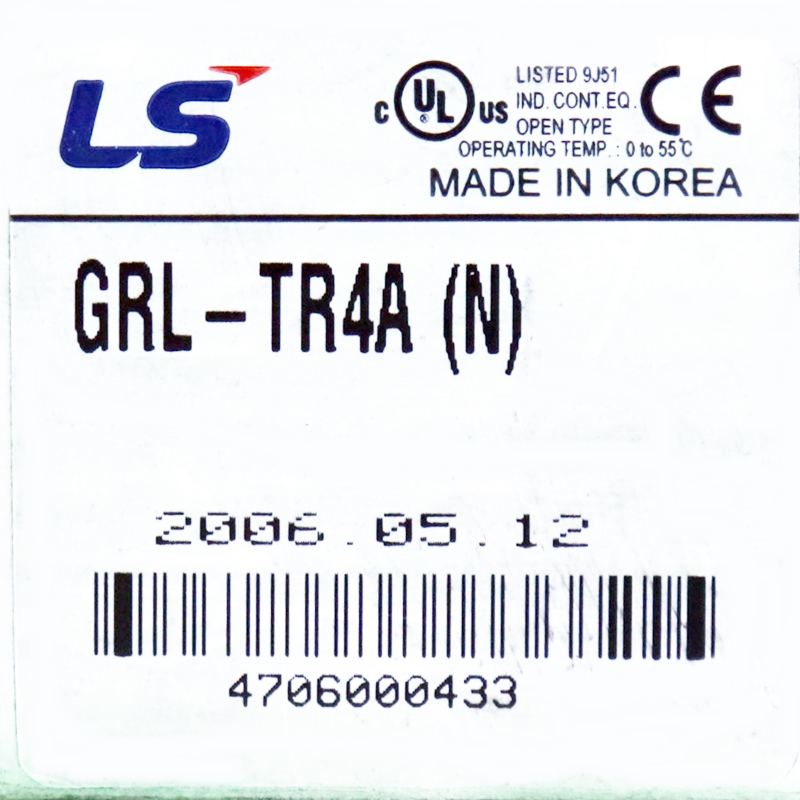 LS
C UL US
LISTED 9J51
IND. CONT.EQ.
OPEN TYPE
CE
OPERATING TEMP.: 0 to 55℃
MADE IN KOREA
GRL-TR4A (N)
2006.05.12
4706000433